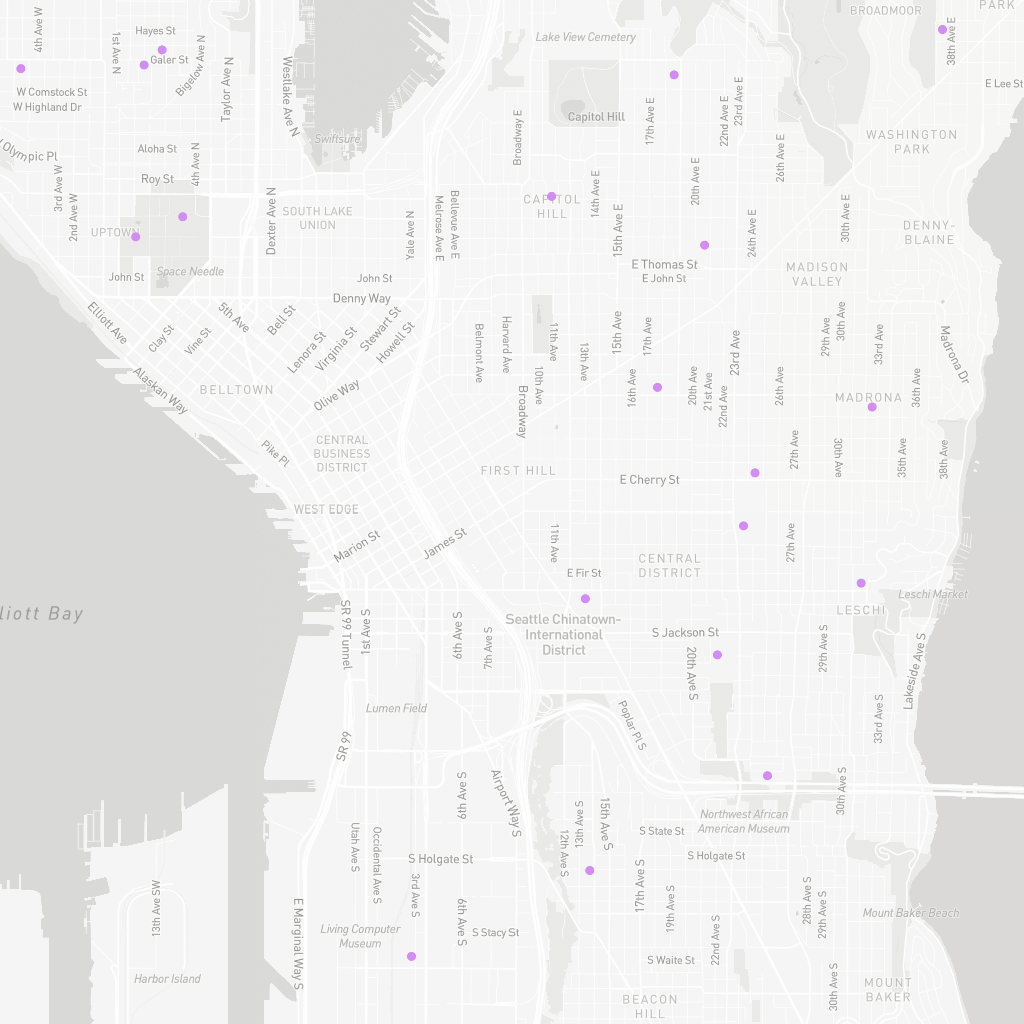 4th Ave W
1st Ave N
Hayes St
Galer St
Bigelow Ave N
Taylor Ave N
Westlake Ave N
Lake View Cemetery
BROADMOOR
PARK
38th Ave E
E Lee St
W Comstock St
W Highland Dr
Swiftsure
Broadway E
Capitol Hill
17th Ave E
22nd Ave E
23rd Ave E
26th Ave E
WASHINGTON
PARK
Olympic Pl
Aloha St
Roy St
4th Ave N
3rd Ave W
2nd Ave W
UPTOWN
Dexter Ave N
SOUTH LAKE
UNION
Yale Ave N
Melrose Ave E
Bellevue Ave E
CAPITOL
HILL
14th Ave E
15th Ave E
20th Ave E
24th Ave E
30th Ave E
DENNY-
BLAINE
John St
Space Needle
John St
Denny Way
E Thomas St
E John St
MADISON
VALLEY
Elliott Ave
Clay St
Vine St
5th Ave
Bell St
Lenora St
Virginia St
Stewart St
Howell St
Belmont Ave
Harvard Ave
11th Ave
10th Ave
13th Ave
15th Ave
17th Ave
16th Ave
20th Ave
21st Ave
22nd Ave
23rd Ave
26th Ave
29th Ave
30th Ave
33rd Ave
36th Ave
Madrona Dr
Alaskan Way
BELLTOWN
Olive Way
Broadway
MADRONA
CENTRAL
BUSINESS
DISTRICT
Pike Pl
FIRST HILL
E Cherry St
27th Ave
30th Ave
35th Ave
38th Ave
WEST EDGE
Marion St
James St
11th Ave
27th Ave
CENTRAL
DISTRICT
E Fir St
Leschi Market
LESCHI
liott Bay
SR 99 Tunnel
1st Ave S
6th Ave S
7th Ave S
Seattle Chinatown-
International
District
S Jackson St
20th Ave S
29th Ave S
Lakeside Ave S
Lumen Field
Poplar Pl S
33rd Ave S
SR 99
Airport Way S
4th Ave S
30th Ave S
Northwest African
American Museum
Utah Ave S
Occidental Ave S
3rd Ave S
S Holgate St
12th Ave S
13th Ave S
15th Ave S
S State St
S Holgate St
17th Ave S
19th Ave S
22nd Ave S
28th Ave S
29th Ave S
Mount Baker Beach
13th Ave SW
E Marginal Way S
Living Computer
Museum
6th Ave S
S Stacy St
S Waite St
30th Ave S
Harbor Island
BEACON
HILL
MOUNT
BAKER